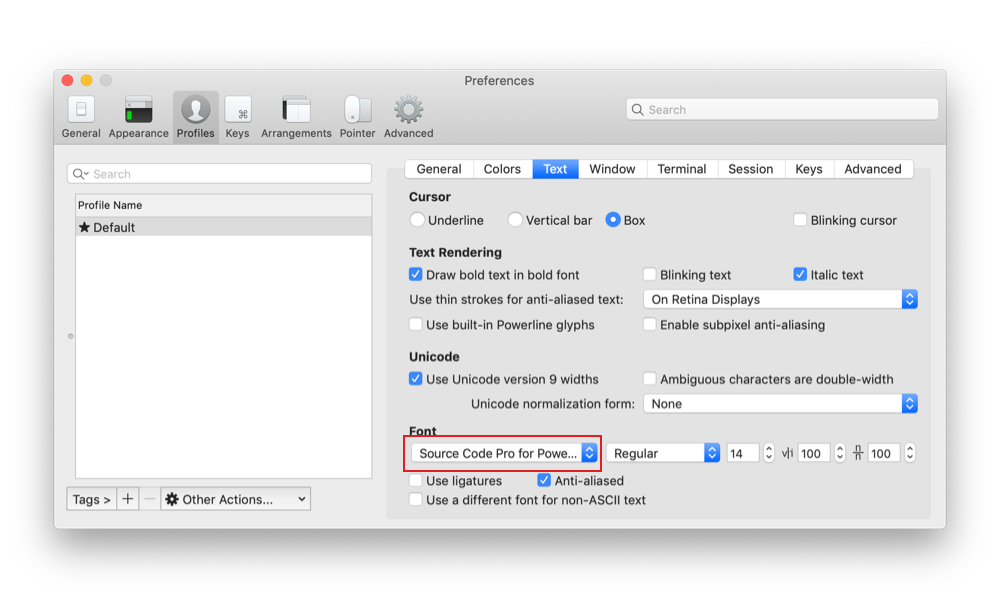 Preferences
General Appearance Profiles Keys Arrangements Pointer Advanced
Search
Search
Profile Name
Default
Tags >
Other Actions...
General Colors Text Window Terminal Session Keys Advanced
Cursor
Underline Vertical bar Box Blinking cursor
Text Rendering
Draw bold text in bold font Blinking text Italic text
Use thin strokes for anti-aliased text: On Retina Displays
Use built-in Powerline glyphs Enable subpixel anti-aliasing
Unicode
Use Unicode version 9 widths Ambiguous characters are double-width
Unicode normalization form: None
Font
Source Code Pro for Powe... Regular 14 100 100
Use ligatures Anti-aliased
Use a different font for non-ASCII text